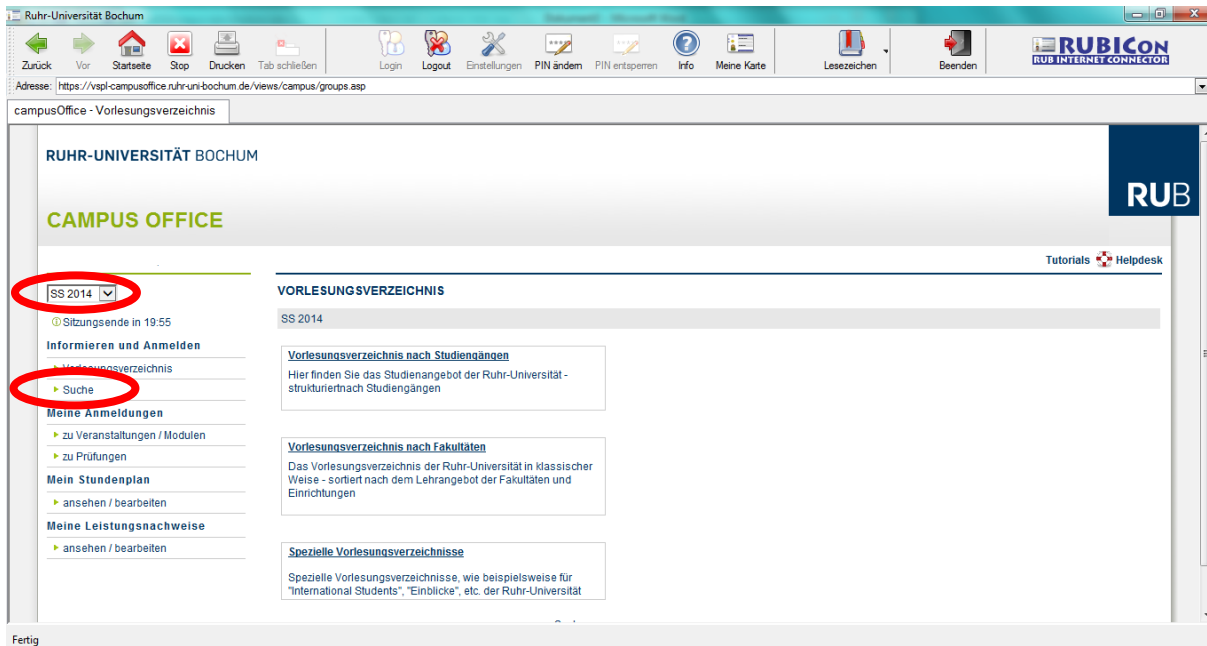 Ruhr-Universität Bochum
Zurück Vor Startseite Stop Drucken Tab schließen Login Logout Einstellungen PIN ändern PIN entsperren Info Meine Karte Lesezeichen Beenden
RUBICON
RUB INTERNET CONNECTOR
Adresse: https://vspl-campusoffice.ruhr-uni-bochum.de/views/campus/groups.asp
campusOffice - Vorlesungsverzeichnis
RUHR-UNIVERSITÄT BOCHUM
RUB
CAMPUS OFFICE
Tutorials Helpdesk
SS 2014
Sitzungsende in 19:55
Informieren und Anmelden
Vorlesungsverzeichnis
Suche
Meine Anmeldungen
zu Veranstaltungen / Modulen
zu Prüfungen
Mein Stundenplan
ansehen / bearbeiten
Meine Leistungsnachweise
ansehen / bearbeiten
VORLESUNGSVERZEICHNIS
SS 2014
Vorlesungsverzeichnis nach Studiengängen
Hier finden Sie das Studienangebot der Ruhr-Universität -
strukturiertnach Studiengängen
Vorlesungsverzeichnis nach Fakultäten
Das Vorlesungsverzeichnis der Ruhr-Universität in klassischer
Weise - sortiert nach dem Lehrangebot der Fakultäten und
Einrichtungen
Spezielle Vorlesungsverzeichnisse
Spezielle Vorlesungsverzeichnisse, wie beispielsweise für
"International Students", "Einblicke", etc. der Ruhr-Universität
Fertig